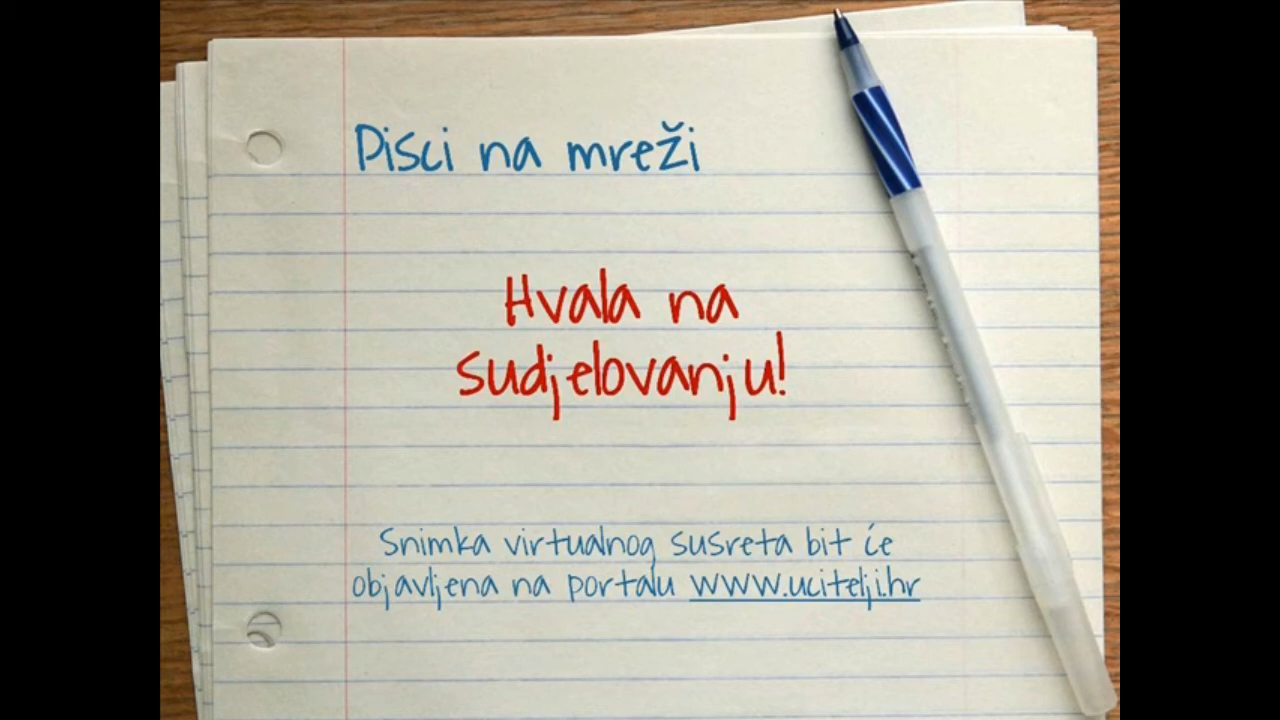 Pisci na mreži
Hvala na
sudjelovanju!
Snimka virtualnog susreta bit će
objavljena na portalu www.ucitelji.hr